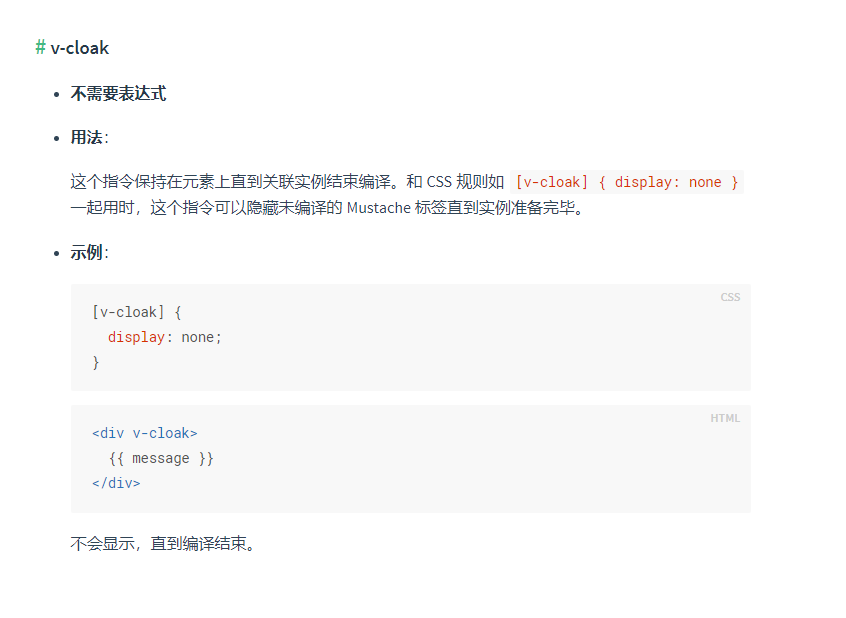 # v-cloak
• 不需要表达式
• 用法：
这个指令保持在元素上直到关联实例结束编译。和 CSS 规则如 [v-cloak] { display: none }
一起用时，这个指令可以隐藏未编译的 Mustache 标签直到实例准备完毕。
• 示例：
CSS
[v-cloak] {
  display: none;
}
HTML
<div v-cloak>
  {{ message }}
</div>
不会显示，直到编译结束。